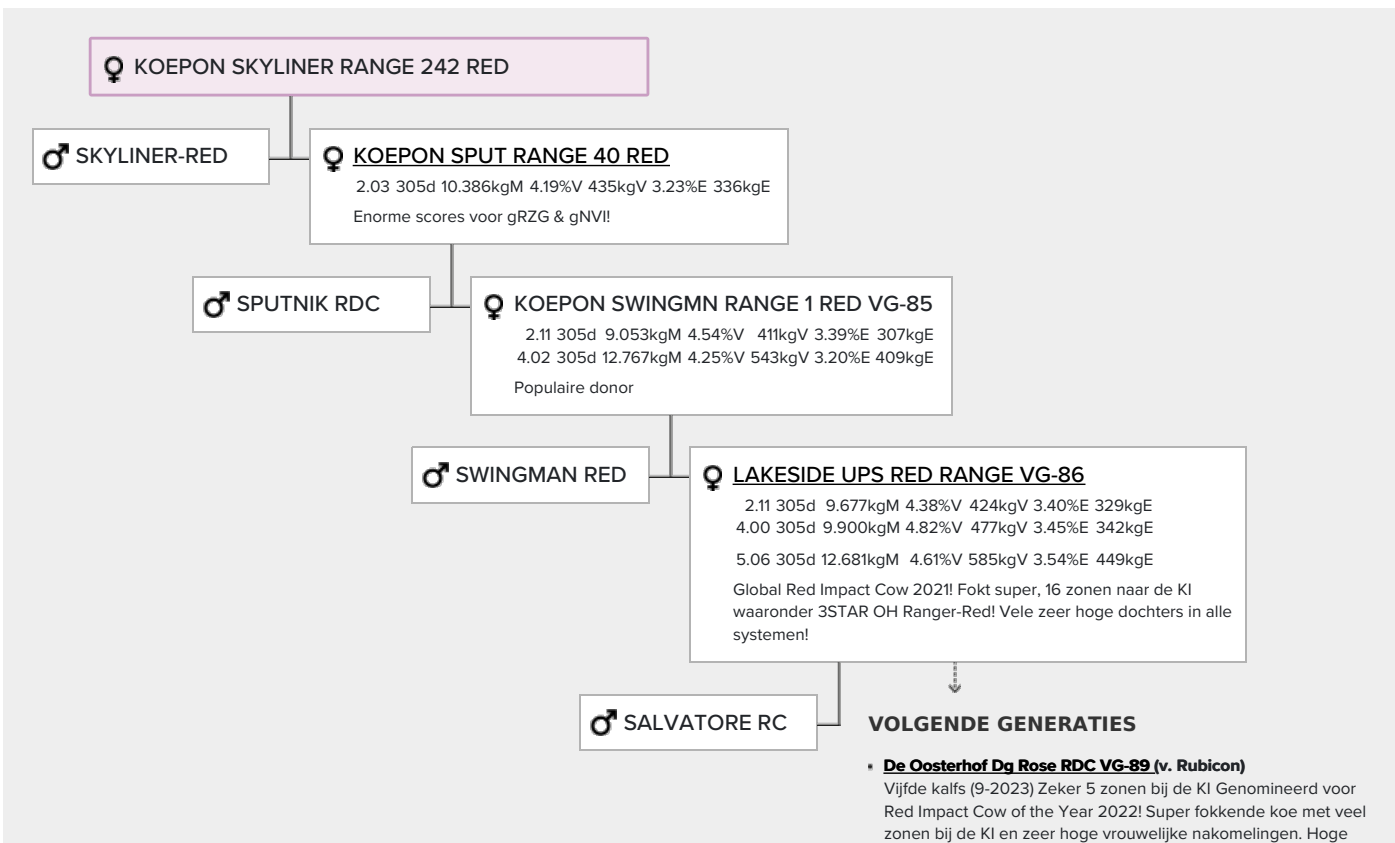 KOEPON SKYLINER RANGE 242 RED
SKYLINER-RED
KOEPON SPUT RANGE 40 RED
2.03 305d 10.386kgM 4.19%V 435kgV 3.23%E 336kgE
Enorme scores voor gRZG & gNVI!
SPUTNIK RDC
KOEPON SWINGMN RANGE 1 RED VG-85
2.11 305d 9.053kgM 4.54%V 411kgV 3.39%E 307kgE
4.02 305d 12.767kgM 4.25%V 543kgV 3.20%E 409kgE
Populaire donor
SWINGMAN RED
LAKESIDE UPS RED RANGE VG-86
2.11 305d 9.677kgM 4.38%V 424kgV 3.40%E 329kgE
4.00 305d 9.900kgM 4.82%V 477kgV 3.45%E 342kgE
5.06 305d 12.681kgM 4.61%V 585kgV 3.54%E 449kgE
Global Red Impact Cow 2021! Fokt super, 16 zonen naar de KI
waaronder 3STAR OH Ranger-Red! Vele zeer hoge dochters in alle
systemen!
SALVATORE RC
VOLGENDE GENERATIES
▪ De Oosterhof Dg Rose RDC VG-89 (v. Rubicon)
Vijfde kalfs (9-2023) Zeker 5 zonen bij de KI Genomineerd voor
Red Impact Cow of the Year 2022! Super fokkende koe met veel
zonen bij de KI en zeer hoge vrouwelijke nakomelingen. Hoge